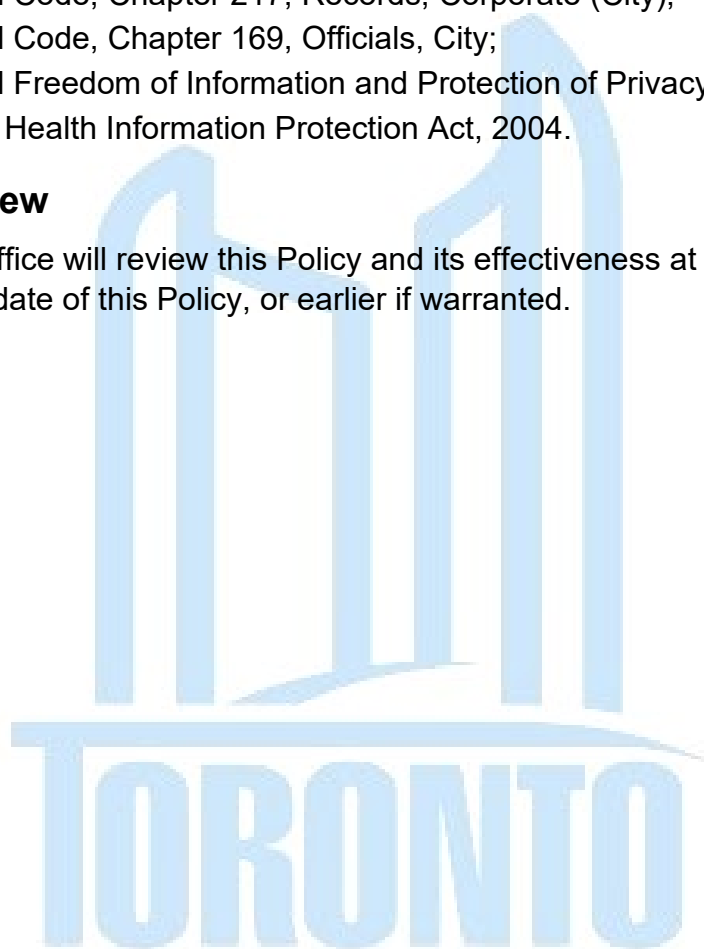 Code, Chapter 217, Records, Corporate (City);
Code, Chapter 169, Officials, City;
Freedom of Information and Protection of Privacy
Health Information Protection Act, 2004.
ew
ffice will review this Policy and its effectiveness at
date of this Policy, or earlier if warranted.
TORONTO